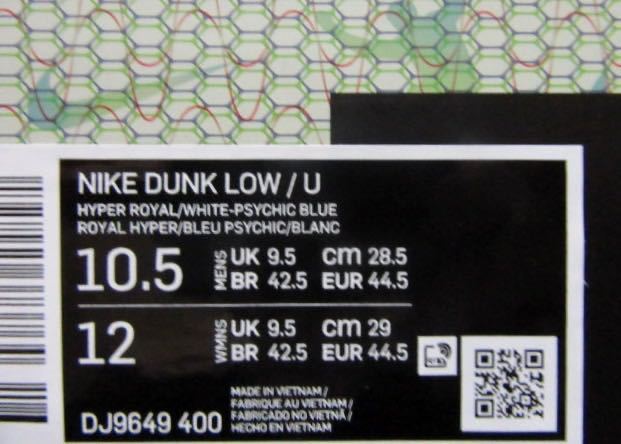 NIKE DUNK LOW / U
HYPER ROYAL/WHITE-PSYCHIC BLUE
ROYAL HYPER/BLEU PSYCHIC/BLANC
10.5 MENS UK 9.5 cm 28.5
BR 42.5 EUR 44.5
12 WMNS UK 9.5 cm 29
BR 42.5 EUR 44.5
DJ9649 400
MADE IN VIETNAM /
FABRIQUE AU VIETNAM /
FABRICADO NO VIETNÃ /
HECHO EN VIETNAM